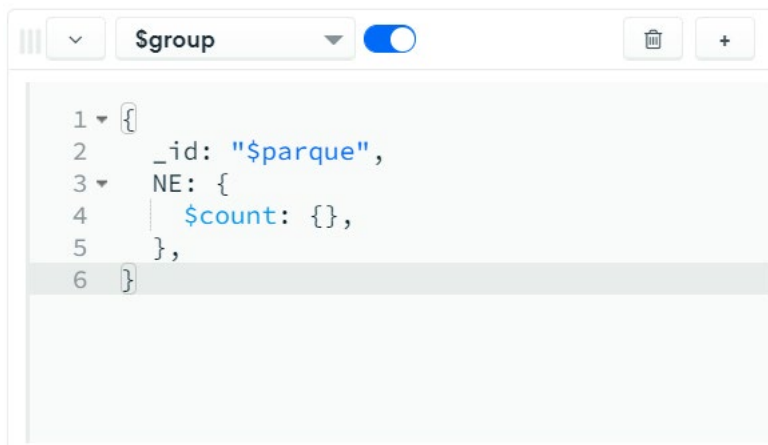 $group
+
1 {
2 _id: "$parque",
3 NE: {
4 $count: {},
5 },
6 }